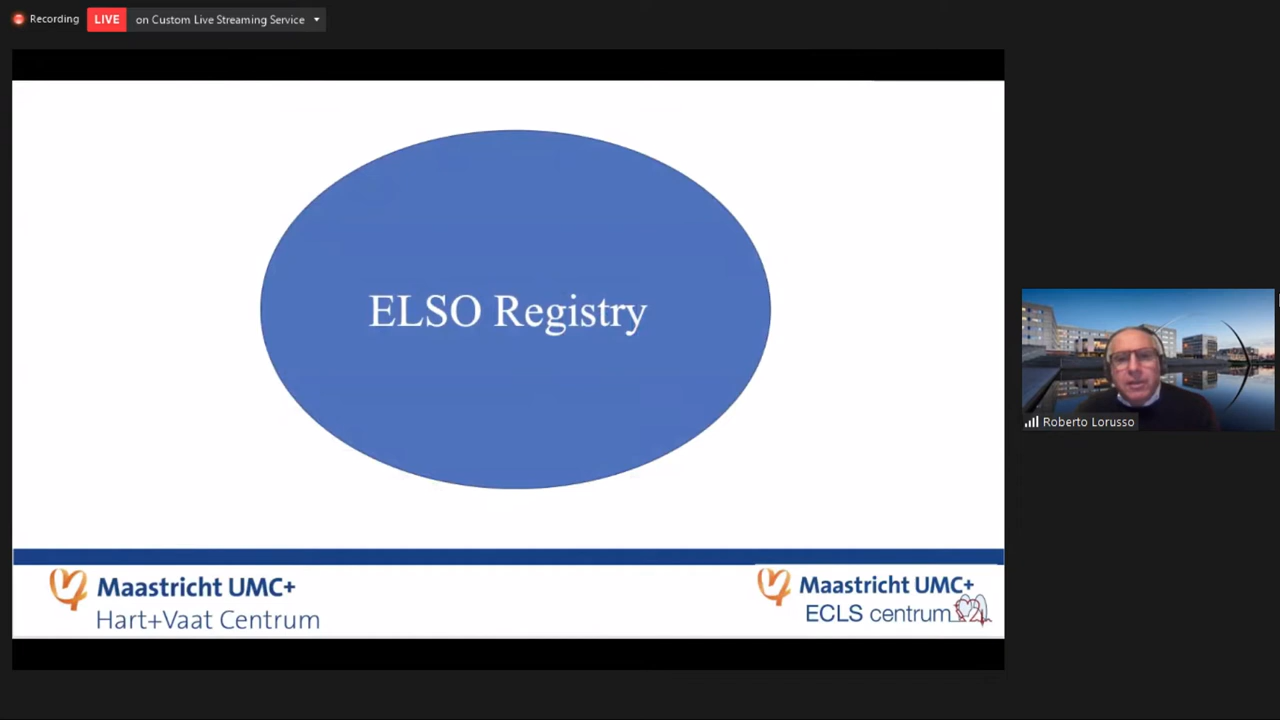 Recording
LIVE
on Custom Live Streaming Service
ELSO Registry
Roberto Lorusso
Maastricht UMC+
Hart+Vaat Centrum
Maastricht UMC+
ECLS centrum